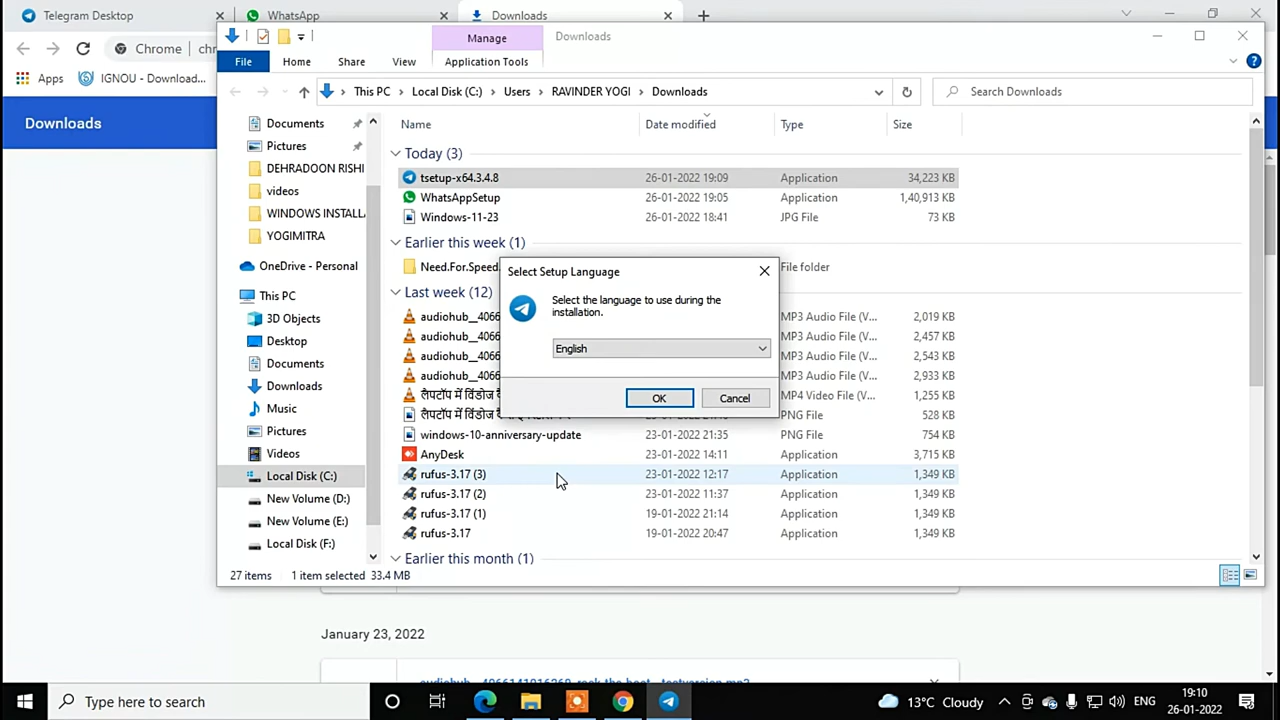 Telegram Desktop
WhatsApp
Downloads
Manage
Downloads
Chrome
chr
File
Home
Share
View
Application Tools
Apps
IGNOU - Download...
This PC > Local Disk (C:) > Users > RAVINDER YOGI > Downloads
Search Downloads
Downloads
Name
Date modified
Type
Size
Documents
Pictures
DEHRADOON RISHI
videos
WINDOWS INSTALL
YOGIMITRA
OneDrive - Personal
This PC
3D Objects
Desktop
Documents
Downloads
Music
Pictures
Videos
Local Disk (C:)
New Volume (D:)
New Volume (E:)
Local Disk (F:)
Today (3)
tsetup-x64.3.4.8 26-01-2022 19:09 Application 34,223 KB
WhatsAppSetup 26-01-2022 19:05 Application 1,40,913 KB
Windows-11-23 26-01-2022 18:41 JPG File 73 KB
Earlier this week (1)
Need.For.Speed. File folder
Last week (12)
audiohub__4066 MP3 Audio File (V... 2,019 KB
audiohub__4066 MP3 Audio File (V... 2,457 KB
audiohub__4066 MP3 Audio File (V... 2,543 KB
audiohub__4066 MP3 Audio File (V... 2,933 KB
लैपटॉप में विंडोज MP4 Video File (V... 1,255 KB
लैपटॉप में विंडोज PNG File 528 KB
windows-10-anniversary-update 23-01-2022 21:35 PNG File 754 KB
AnyDesk 23-01-2022 14:11 Application 3,715 KB
rufus-3.17 (3) 23-01-2022 12:17 Application 1,349 KB
rufus-3.17 (2) 23-01-2022 11:37 Application 1,349 KB
rufus-3.17 (1) 19-01-2022 21:14 Application 1,349 KB
rufus-3.17 19-01-2022 20:47 Application 1,349 KB
Earlier this month (1)
Select Setup Language
Select the language to use during the
installation.
English
OK
Cancel
27 items 1 item selected 33.4 MB
January 23, 2022
Type here to search
13°C Cloudy
ENG
19:10
26-01-2022